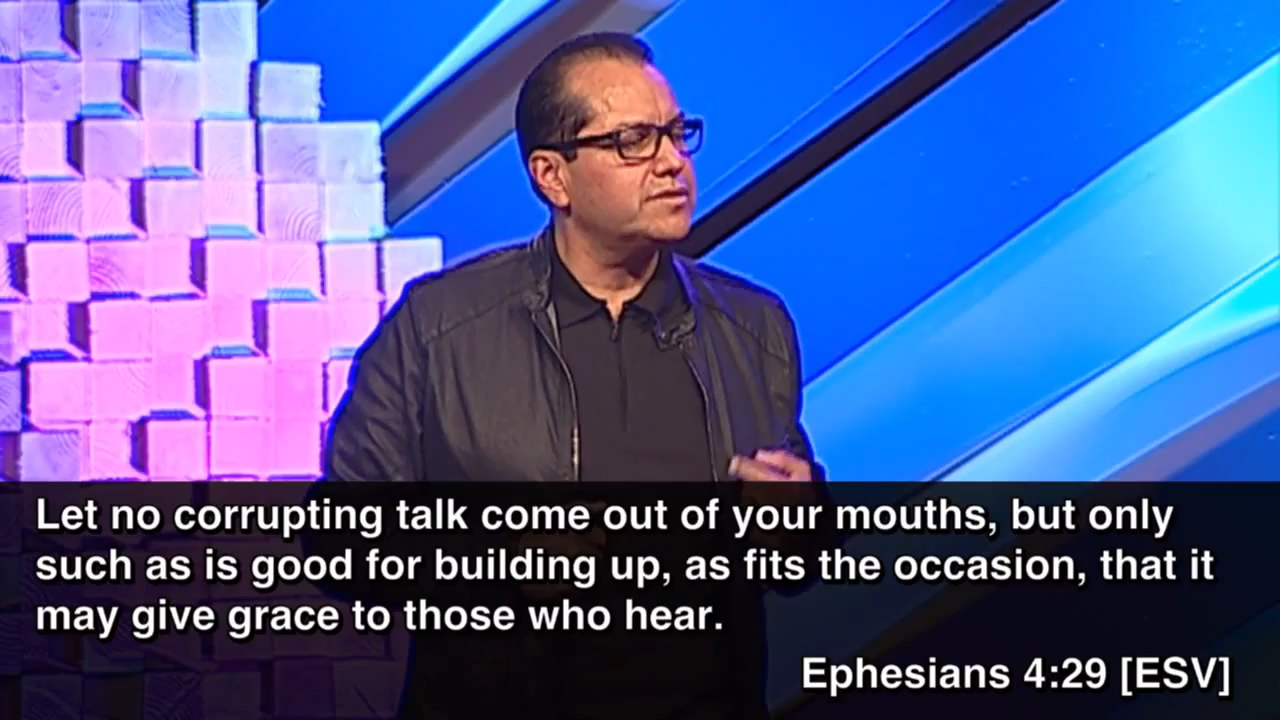 Let no corrupting talk come out of your mouths, but only
such as is good for building up, as fits the occasion, that it
may give grace to those who hear.
Ephesians 4:29 [ESV]